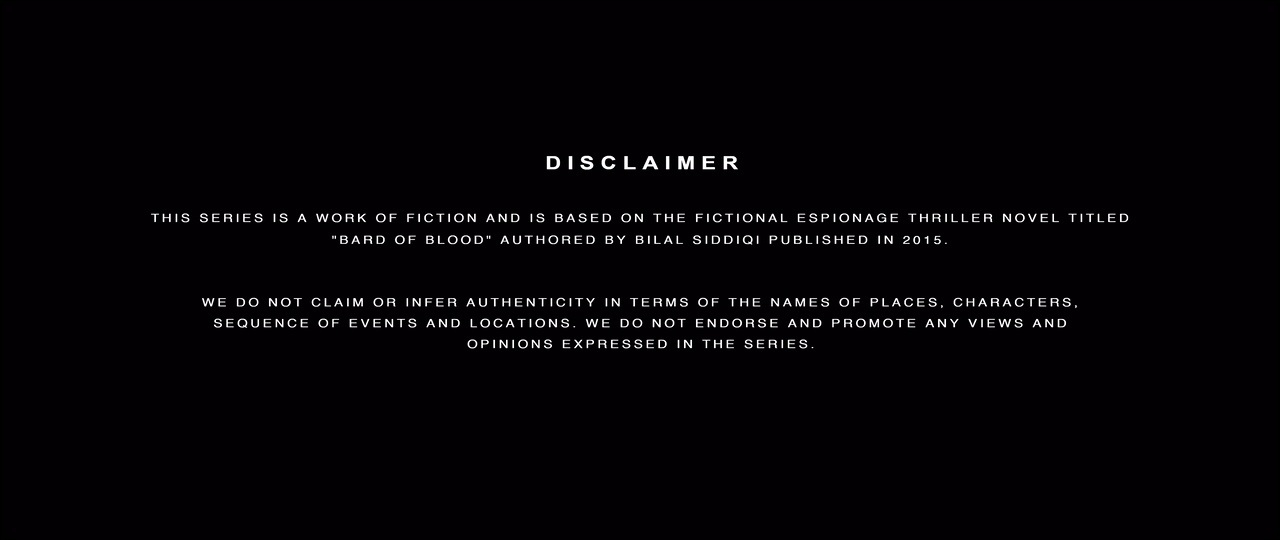 DISCLAIMER
THIS SERIES IS A WORK OF FICTION AND IS BASED ON THE FICTIONAL ESPIONAGE THRILLER NOVEL TITLED
"BARD OF BLOOD" AUTHORED BY BILAL SIDDIQI PUBLISHED IN 2015.
WE DO NOT CLAIM OR INFER AUTHENTICITY IN TERMS OF THE NAMES OF PLACES, CHARACTERS,
SEQUENCE OF EVENTS AND LOCATIONS. WE DO NOT ENDORSE AND PROMOTE ANY VIEWS AND
OPINIONS EXPRESSED IN THE SERIES.